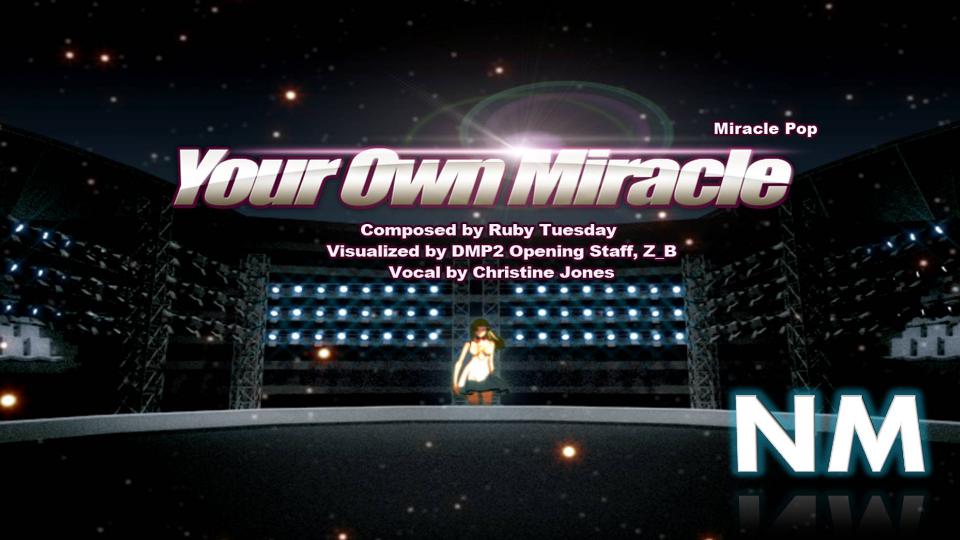 Miracle Pop
Your Own Miracle
Composed by Ruby Tuesday
Visualized by DMP2 Opening Staff, Z_B
Vocal by Christine Jones
NM